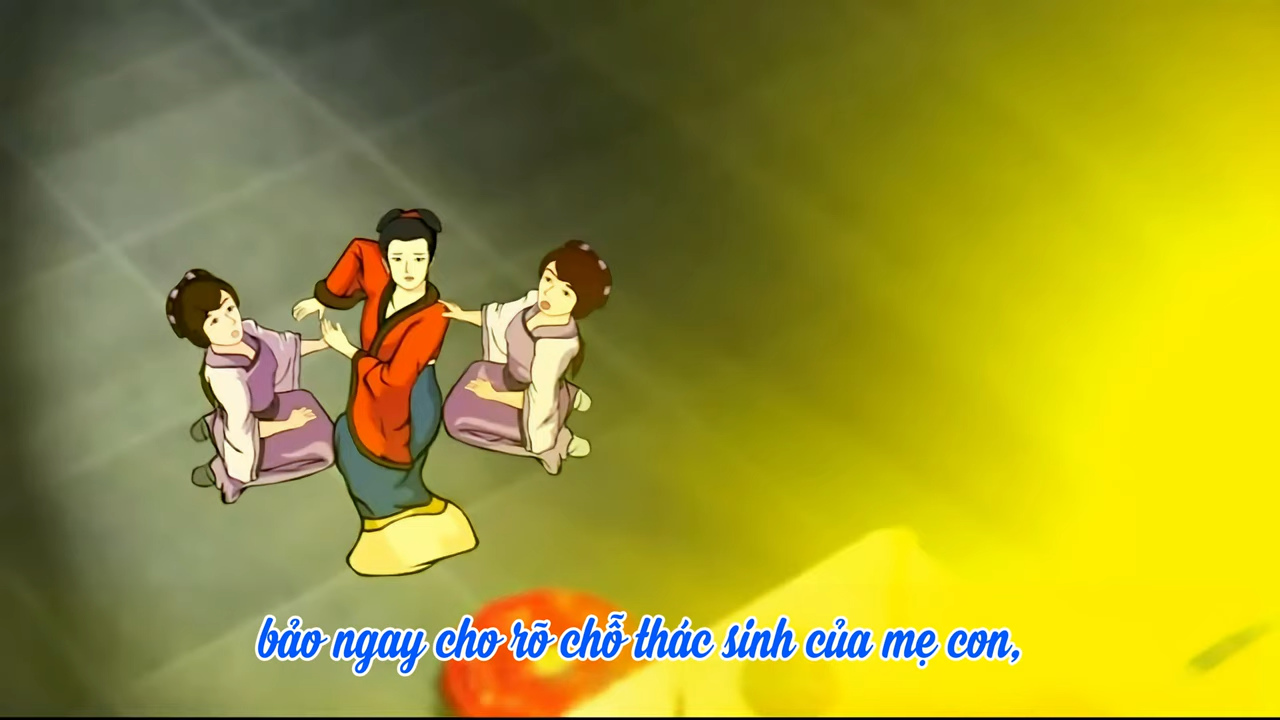 bảo ngay cho rõ chỗ thác sinh của mẹ con,